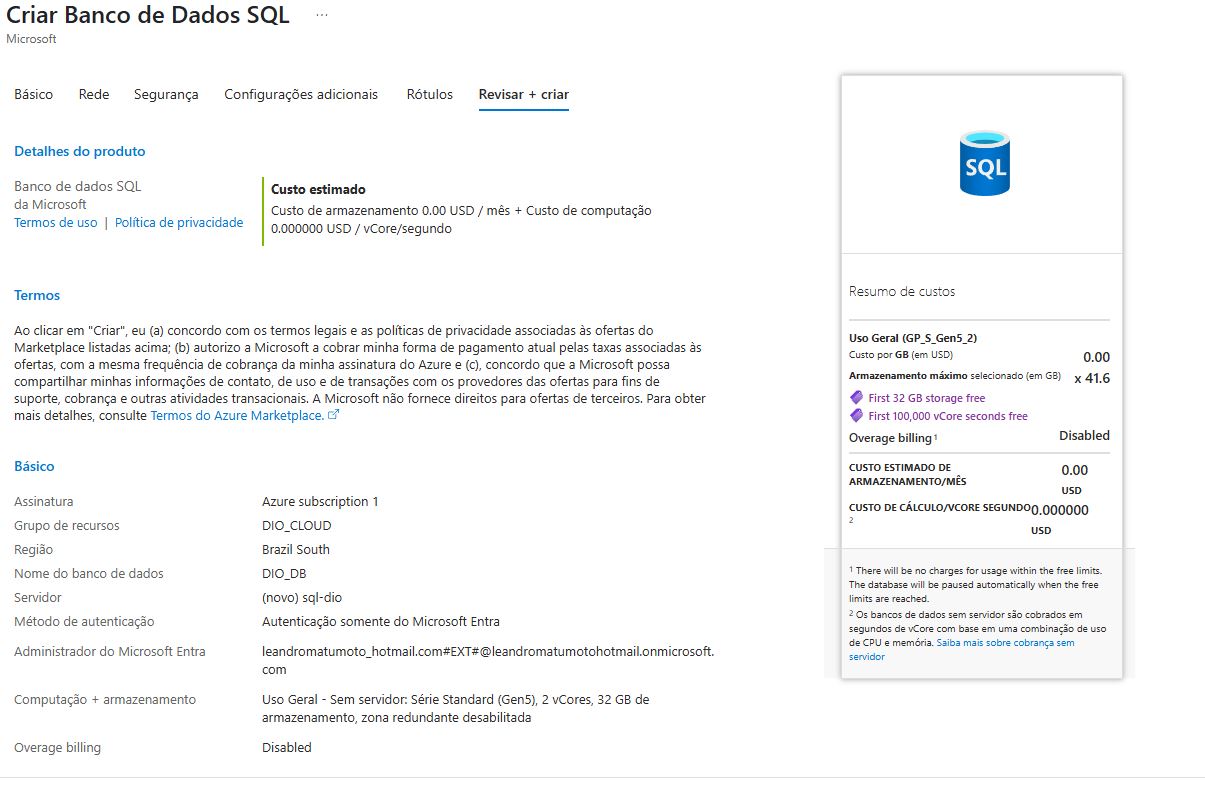 Criar Banco de Dados SQL ...
Microsoft
Básico Rede Segurança Configurações adicionais Rótulos Revisar + criar
Detalhes do produto
Banco de dados SQL
da Microsoft
Termos de uso | Política de privacidade
Custo estimado
Custo de armazenamento 0.00 USD / mês + Custo de computação
0.000000 USD / vCore/segundo
Termos
Ao clicar em "Criar", eu (a) concordo com os termos legais e as políticas de privacidade associadas às ofertas do
Marketplace listadas acima; (b) autorizo a Microsoft a cobrar minha forma de pagamento atual pelas taxas associadas às
ofertas, com a mesma frequência de cobrança da minha assinatura do Azure e (c), concordo que a Microsoft possa
compartilhar minhas informações de contato, de uso e de transações com os provedores das ofertas para fins de
suporte, cobrança e outras atividades transacionais. A Microsoft não fornece direitos para ofertas de terceiros. Para obter
mais detalhes, consulte Termos do Azure Marketplace.
Básico
Assinatura Azure subscription 1
Grupo de recursos DIO_CLOUD
Região Brazil South
Nome do banco de dados DIO_DB
Servidor (novo) sql-dio
Método de autenticação Autenticação somente do Microsoft Entra
Administrador do Microsoft Entra leandromatumoto_hotmail.com#EXT#@leandromatumotohotmail.onmicrosoft.
com
Computação + armazenamento Uso Geral - Sem servidor: Série Standard (Gen5), 2 vCores, 32 GB de
armazenamento, zona redundante desabilitada
Overage billing Disabled
SQL
Resumo de custos
Uso Geral (GP_S_Gen5_2)
Custo por GB (em USD) 0.00
Armazenamento máximo selecionado (em GB) x 41.6
First 32 GB storage free
First 100,000 vCore seconds free
Overage billing¹ Disabled
CUSTO ESTIMADO DE
ARMAZENAMENTO/MÊS 0.00
USD
CUSTO DE CÁLCULO/VCORE SEGUNDO 0.000000
2
USD
¹ There will be no charges for usage within the free limits.
The database will be paused automatically when the free
limits are reached.
² Os bancos de dados sem servidor são cobrados em
segundos de vCore com base em uma combinação de uso
de CPU e memória. Saiba mais sobre cobrança sem
servidor